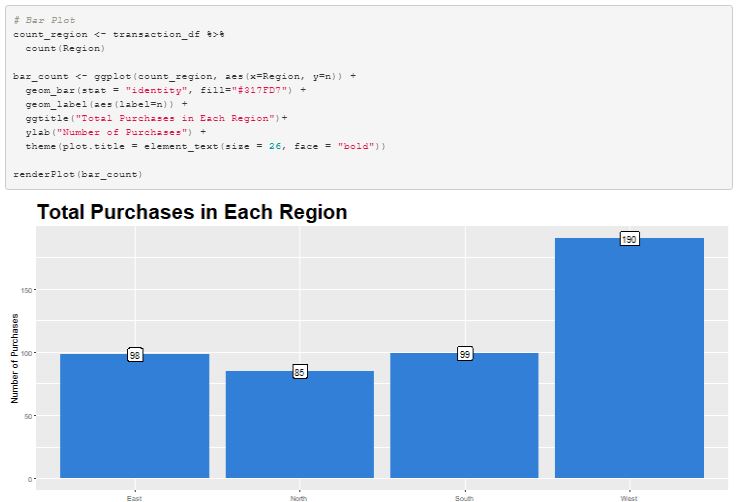 # Bar Plot
count_region <- transaction_df %>%
count(Region)
bar_count <- ggplot(count_region, aes(x=Region, y=n)) +
geom_bar(stat = "identity", fill="#317FD7") +
geom_label(aes(label=n)) +
ggtitle("Total Purchases in Each Region")+
ylab("Number of Purchases") +
theme(plot.title = element_text(size = 26, face = "bold"))
renderPlot(bar_count)
Total Purchases in Each Region
190
150
100
98
99
85
50
0
Number of Purchases
East North South West